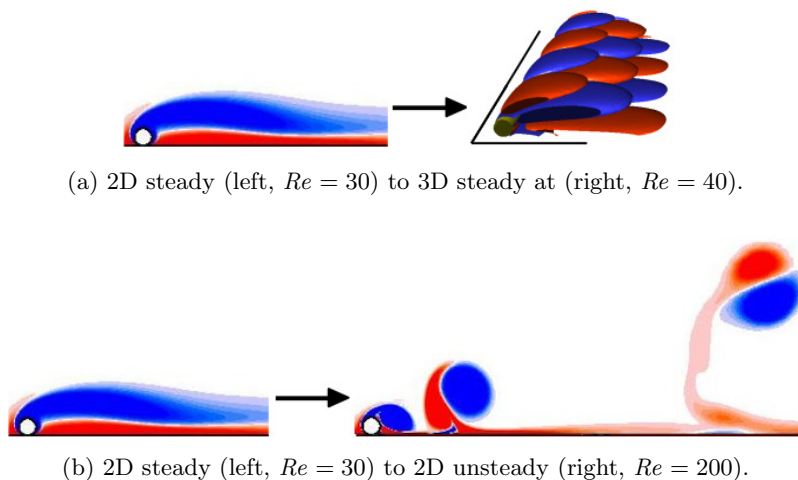 (a) 2D steady (left, Re = 30) to 3D steady at (right, Re = 40).
(b) 2D steady (left, Re = 30) to 2D unsteady (right, Re = 200).